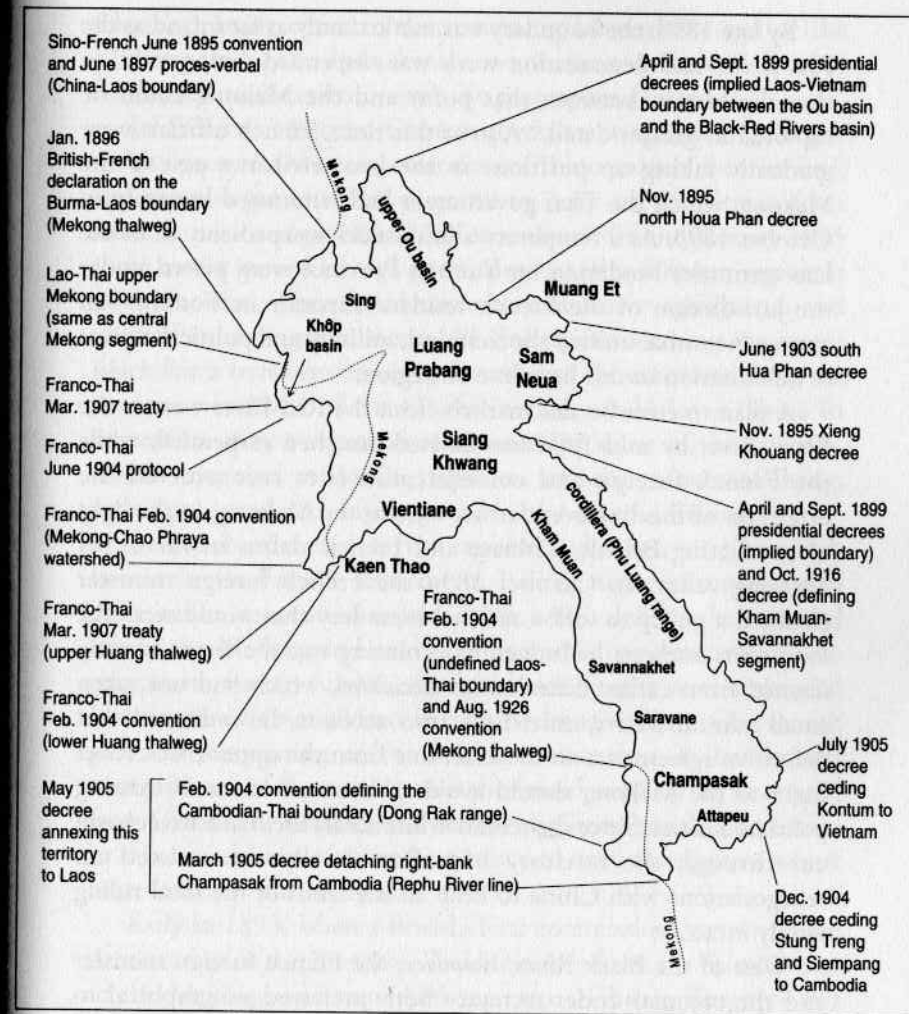 Sino-French June 1895 convention
and June 1897 proces-verbal
(China-Laos boundary)
Jan. 1896
British-French
declaration on the
Burma-Laos boundary
(Mekong thalweg)
Lao-Thai upper
Mekong boundary
(same as central
Mekong segment)
Franco-Thai
Mar. 1907 treaty
Franco-Thai
June 1904 protocol
Franco-Thai Feb. 1904 convention
(Mekong-Chao Phraya
watershed)
Franco-Thai
Mar. 1907 treaty
(upper Huang thalweg)
Franco-Thai
Feb. 1904 convention
(lower Huang thalweg)
May 1905
decree
annexing this
territory
to Laos
Feb. 1904 convention defining the
Cambodian-Thai boundary (Dong Rak range)
March 1905 decree detaching right-bank
Champasak from Cambodia (Rephu River line)
Franco-Thai
Feb. 1904
convention
(undefined Laos-
Thai boundary)
and Aug. 1926
convention
(Mekong thalweg)
Mekong
upper Ou basin
Sing
Khôp
basin
Luang
Prabang
Muang Et
Sam
Neua
Mekong
Siang
Khwang
Vientiane
Kaen Thao
Kham Muan
cordillera (Phu Luang range)
Savannakhet
Saravane
Champasak
Attapeu
Mekong
April and Sept. 1899 presidential
decrees (implied Laos-Vietnam
boundary between the Ou basin
and the Black-Red Rivers basin)
Nov. 1895
north Houa Phan decree
June 1903 south
Hua Phan decree
Nov. 1895 Xieng
Khouang decree
April and Sept. 1899
presidential decrees
(implied boundary)
and Oct. 1916
decree (defining
Kham Muan-
Savannakhet
segment)
July 1905
decree
ceding
Kontum to
Vietnam
Dec. 1904
decree ceding
Stung Treng
and Siempang
to Cambodia